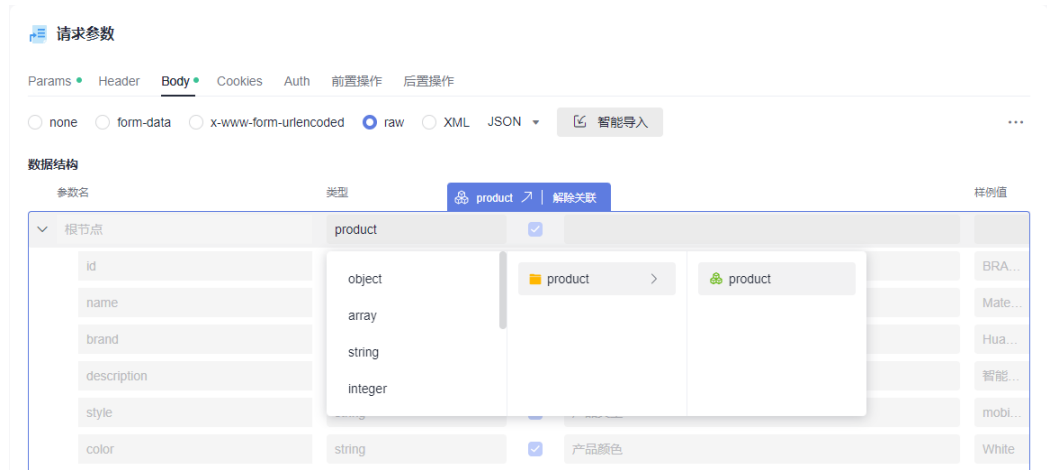 请求参数
Params Header Body Cookies Auth 前置操作 后置操作
none form-data x-www-form-urlencoded raw XML JSON 智能导入 ...
数据结构
参数名 类型 product 解除关联 样例值
根节点 product
id BRA...
object product product
name Mate...
array
brand Hua...
string
description 智能...
integer
style mobi...
color string 产品颜色 White